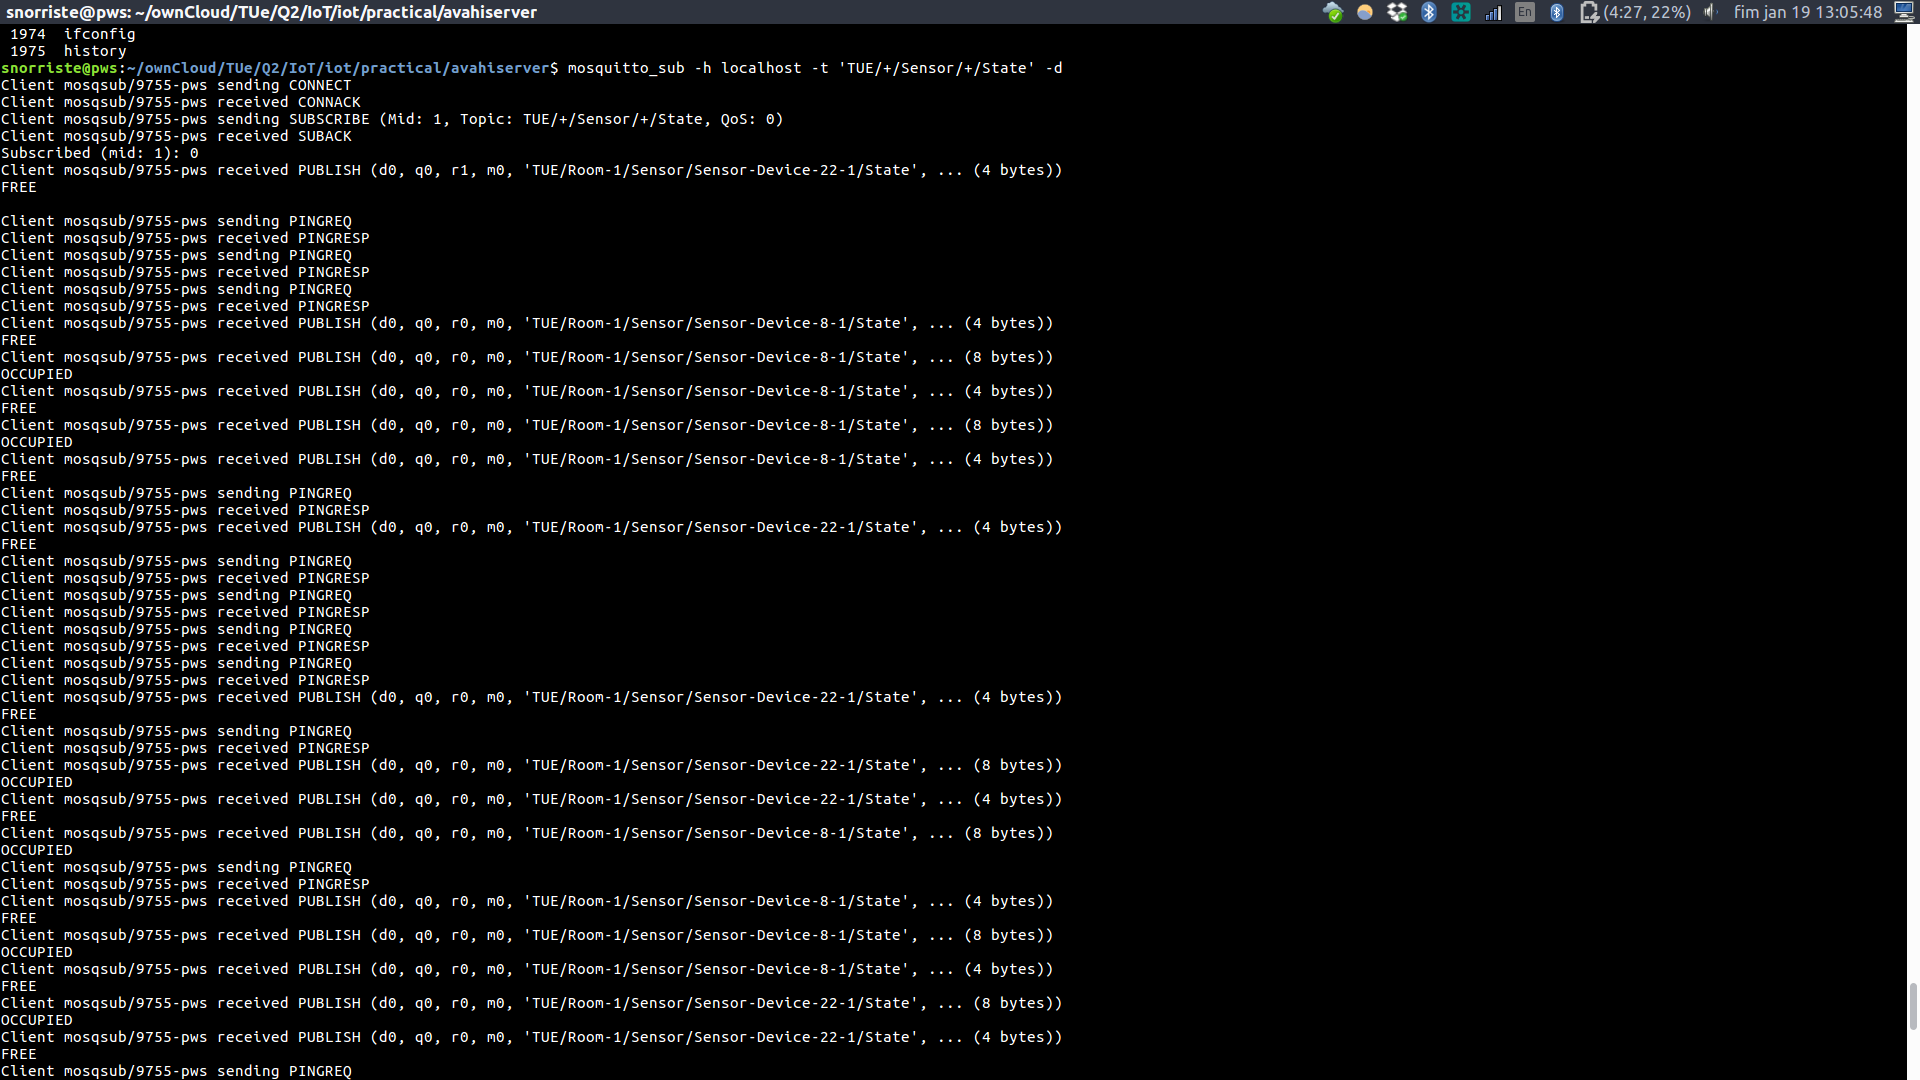 snorriste@pws: ~/ownCloud/TUe/Q2/IoT/iot/practical/avahiserver
En (4:27, 22%) fim jan 19 13:05:48
1974  ifconfig
1975  history
snorriste@pws:~/ownCloud/TUe/Q2/IoT/iot/practical/avahiserver$ mosquitto_sub -h localhost -t 'TUE/+/Sensor/+/State' -d
Client mosqsub/9755-pws sending CONNECT
Client mosqsub/9755-pws received CONNACK
Client mosqsub/9755-pws sending SUBSCRIBE (Mid: 1, Topic: TUE/+/Sensor/+/State, QoS: 0)
Client mosqsub/9755-pws received SUBACK
Subscribed (mid: 1): 0
Client mosqsub/9755-pws received PUBLISH (d0, q0, r1, m0, 'TUE/Room-1/Sensor/Sensor-Device-22-1/State', ... (4 bytes))
FREE
Client mosqsub/9755-pws sending PINGREQ
Client mosqsub/9755-pws received PINGRESP
Client mosqsub/9755-pws sending PINGREQ
Client mosqsub/9755-pws received PINGRESP
Client mosqsub/9755-pws sending PINGREQ
Client mosqsub/9755-pws received PINGRESP
Client mosqsub/9755-pws received PUBLISH (d0, q0, r0, m0, 'TUE/Room-1/Sensor/Sensor-Device-8-1/State', ... (4 bytes))
FREE
Client mosqsub/9755-pws received PUBLISH (d0, q0, r0, m0, 'TUE/Room-1/Sensor/Sensor-Device-8-1/State', ... (8 bytes))
OCCUPIED
Client mosqsub/9755-pws received PUBLISH (d0, q0, r0, m0, 'TUE/Room-1/Sensor/Sensor-Device-8-1/State', ... (4 bytes))
FREE
Client mosqsub/9755-pws received PUBLISH (d0, q0, r0, m0, 'TUE/Room-1/Sensor/Sensor-Device-8-1/State', ... (8 bytes))
OCCUPIED
Client mosqsub/9755-pws received PUBLISH (d0, q0, r0, m0, 'TUE/Room-1/Sensor/Sensor-Device-8-1/State', ... (4 bytes))
FREE
Client mosqsub/9755-pws sending PINGREQ
Client mosqsub/9755-pws received PINGRESP
Client mosqsub/9755-pws received PUBLISH (d0, q0, r0, m0, 'TUE/Room-1/Sensor/Sensor-Device-22-1/State', ... (4 bytes))
FREE
Client mosqsub/9755-pws sending PINGREQ
Client mosqsub/9755-pws received PINGRESP
Client mosqsub/9755-pws sending PINGREQ
Client mosqsub/9755-pws received PINGRESP
Client mosqsub/9755-pws sending PINGREQ
Client mosqsub/9755-pws received PINGRESP
Client mosqsub/9755-pws sending PINGREQ
Client mosqsub/9755-pws received PINGRESP
Client mosqsub/9755-pws received PUBLISH (d0, q0, r0, m0, 'TUE/Room-1/Sensor/Sensor-Device-22-1/State', ... (4 bytes))
FREE
Client mosqsub/9755-pws sending PINGREQ
Client mosqsub/9755-pws received PINGRESP
Client mosqsub/9755-pws received PUBLISH (d0, q0, r0, m0, 'TUE/Room-1/Sensor/Sensor-Device-22-1/State', ... (8 bytes))
OCCUPIED
Client mosqsub/9755-pws received PUBLISH (d0, q0, r0, m0, 'TUE/Room-1/Sensor/Sensor-Device-22-1/State', ... (4 bytes))
FREE
Client mosqsub/9755-pws received PUBLISH (d0, q0, r0, m0, 'TUE/Room-1/Sensor/Sensor-Device-8-1/State', ... (8 bytes))
OCCUPIED
Client mosqsub/9755-pws sending PINGREQ
Client mosqsub/9755-pws received PINGRESP
Client mosqsub/9755-pws received PUBLISH (d0, q0, r0, m0, 'TUE/Room-1/Sensor/Sensor-Device-8-1/State', ... (4 bytes))
FREE
Client mosqsub/9755-pws received PUBLISH (d0, q0, r0, m0, 'TUE/Room-1/Sensor/Sensor-Device-8-1/State', ... (8 bytes))
OCCUPIED
Client mosqsub/9755-pws received PUBLISH (d0, q0, r0, m0, 'TUE/Room-1/Sensor/Sensor-Device-8-1/State', ... (4 bytes))
FREE
Client mosqsub/9755-pws received PUBLISH (d0, q0, r0, m0, 'TUE/Room-1/Sensor/Sensor-Device-22-1/State', ... (8 bytes))
OCCUPIED
Client mosqsub/9755-pws received PUBLISH (d0, q0, r0, m0, 'TUE/Room-1/Sensor/Sensor-Device-22-1/State', ... (4 bytes))
FREE
Client mosqsub/9755-pws sending PINGREQ